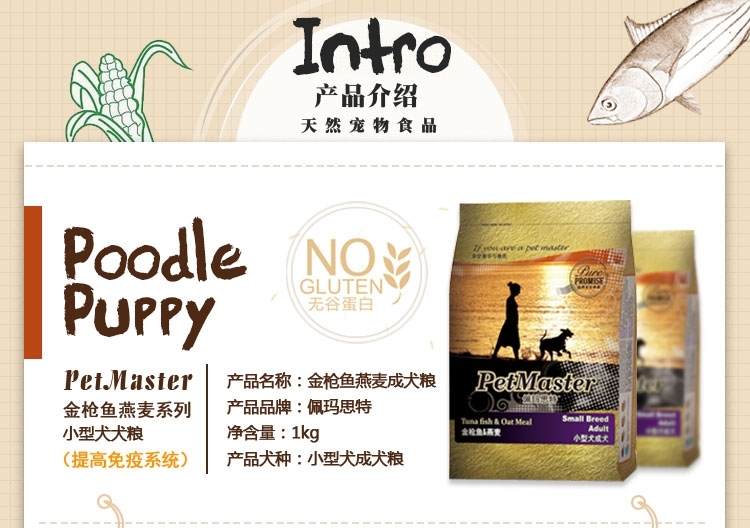 Intro
产品介绍
天然宠物食品
Poodle
Puppy
NO
GLUTEN
无谷蛋白
PetMaster
金枪鱼燕麦系列
小型犬犬粮
（提高免疫系统）
产品名称：金枪鱼燕麦成犬粮
产品品牌：佩玛思特
净含量：1kg
产品犬种：小型犬成犬粮
If you are a pet master
Pure
PROMISE
PetMaster
佩玛思特
Tuna fish & Oat Meal
金枪鱼&燕麦
Small Breed
Adult
小型犬成犬
Small Breed
Adult
小型犬成犬